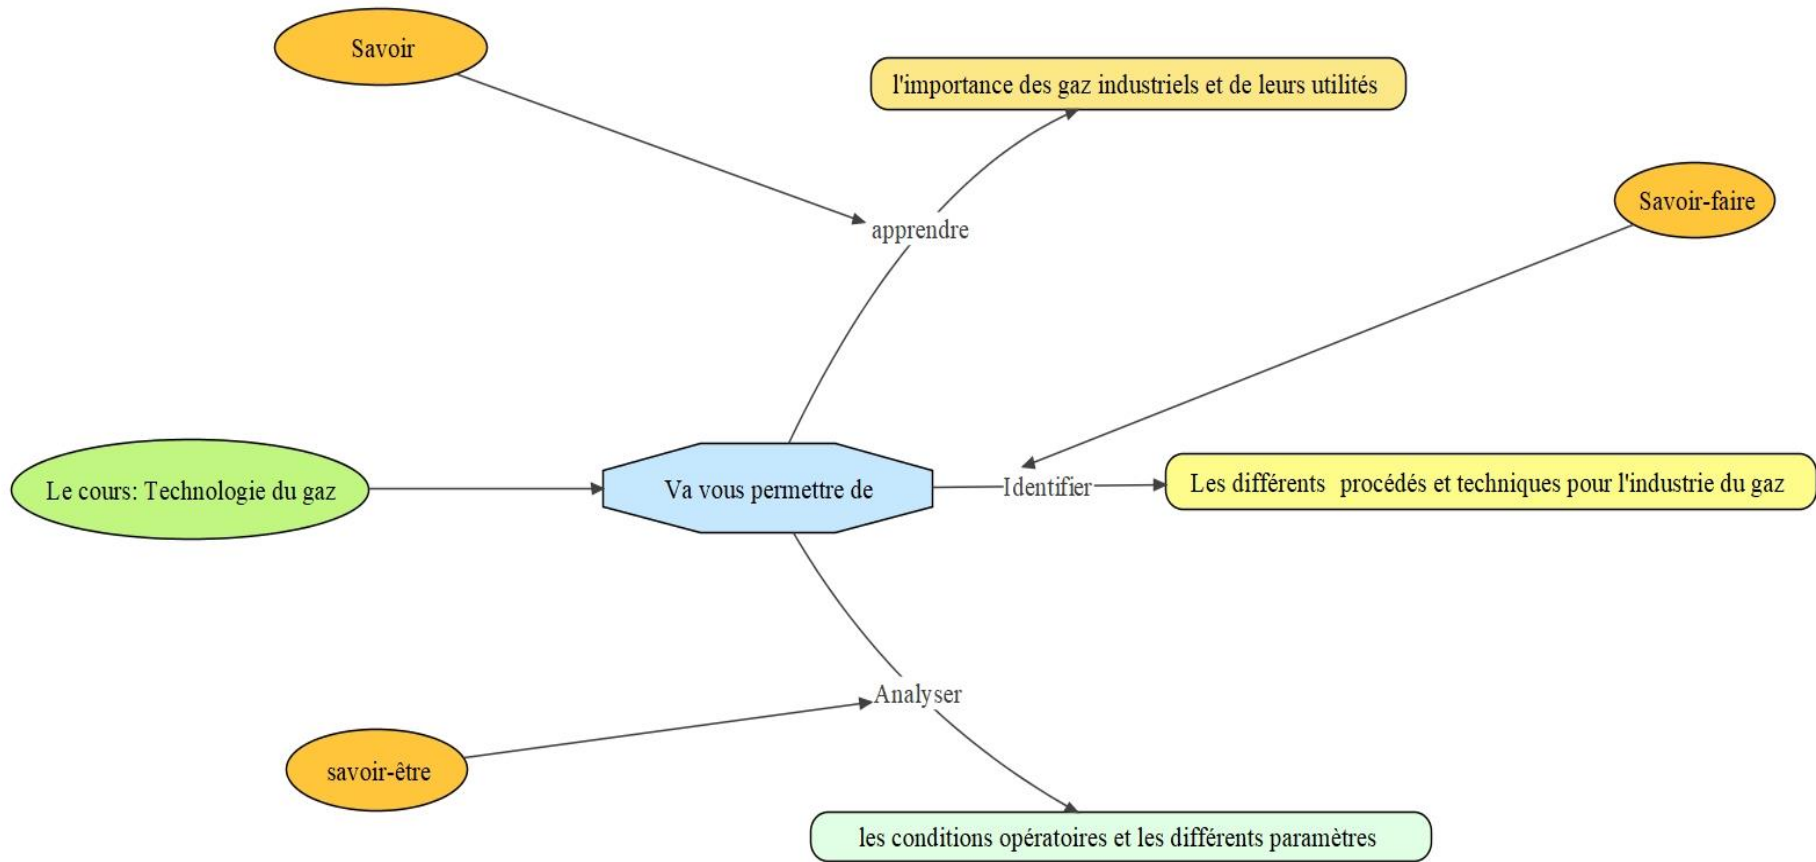 Savoir
l'importance des gaz industriels et de leurs utilités
Savoir-faire
apprendre
Le cours: Technologie du gaz
Va vous permettre de
Identifier
Les différents  procédés et techniques pour l'industrie du gaz
Analyser
savoir-être
les conditions opératoires et les différents paramètres